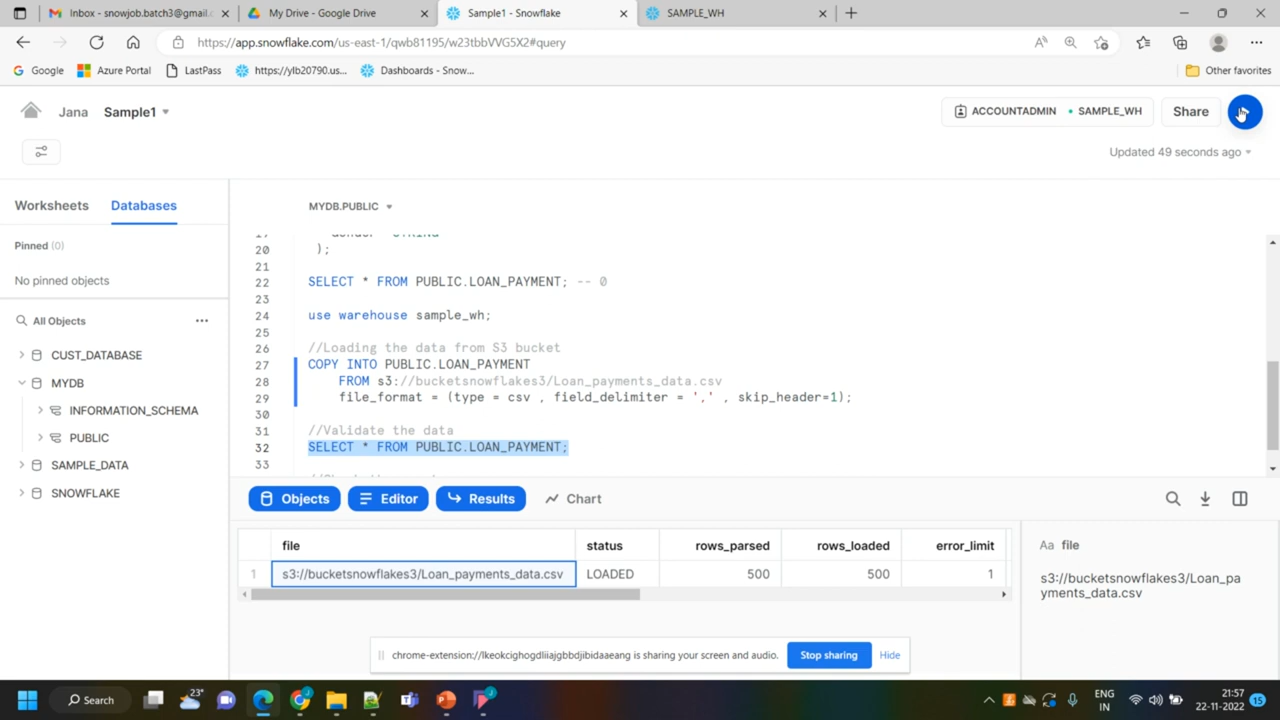 Inbox - snowjob.batch3@gmail.c
My Drive - Google Drive
Sample1 - Snowflake
SAMPLE_WH
https://app.snowflake.com/us-east-1/qwb81195/w23tbbVVG5X2#query
Google
Azure Portal
LastPass
https://ylb20790.us...
Dashboards - Snow...
Other favorites
Jana
Sample1
ACCOUNTADMIN
SAMPLE_WH
Share
Updated 49 seconds ago
Worksheets
Databases
MYDB.PUBLIC
Pinned (0)
No pinned objects
All Objects
CUST_DATABASE
MYDB
INFORMATION_SCHEMA
PUBLIC
SAMPLE_DATA
SNOWFLAKE
20 );
21
22 SELECT * FROM PUBLIC.LOAN_PAYMENT; -- 0
23
24 use warehouse sample_wh;
25
26 //Loading the data from S3 bucket
27 COPY INTO PUBLIC.LOAN_PAYMENT
28 FROM s3://bucketsnowflakes3/Loan_payments_data.csv
29 file_format = (type = csv , field_delimiter = ',' , skip_header=1);
30
31 //Validate the data
32 SELECT * FROM PUBLIC.LOAN_PAYMENT;
33
Objects
Editor
Results
Chart
file status rows_parsed rows_loaded error_limit
1 s3://bucketsnowflakes3/Loan_payments_data.csv LOADED 500 500 1
Aa file
s3://bucketsnowflakes3/Loan_pa
yments_data.csv
chrome-extension://lkeokcighogdliiajgbbdjibidaaeang is sharing your screen and audio.
Stop sharing
Hide
Search
23°
ENG
IN
21:57
22-11-2022
15